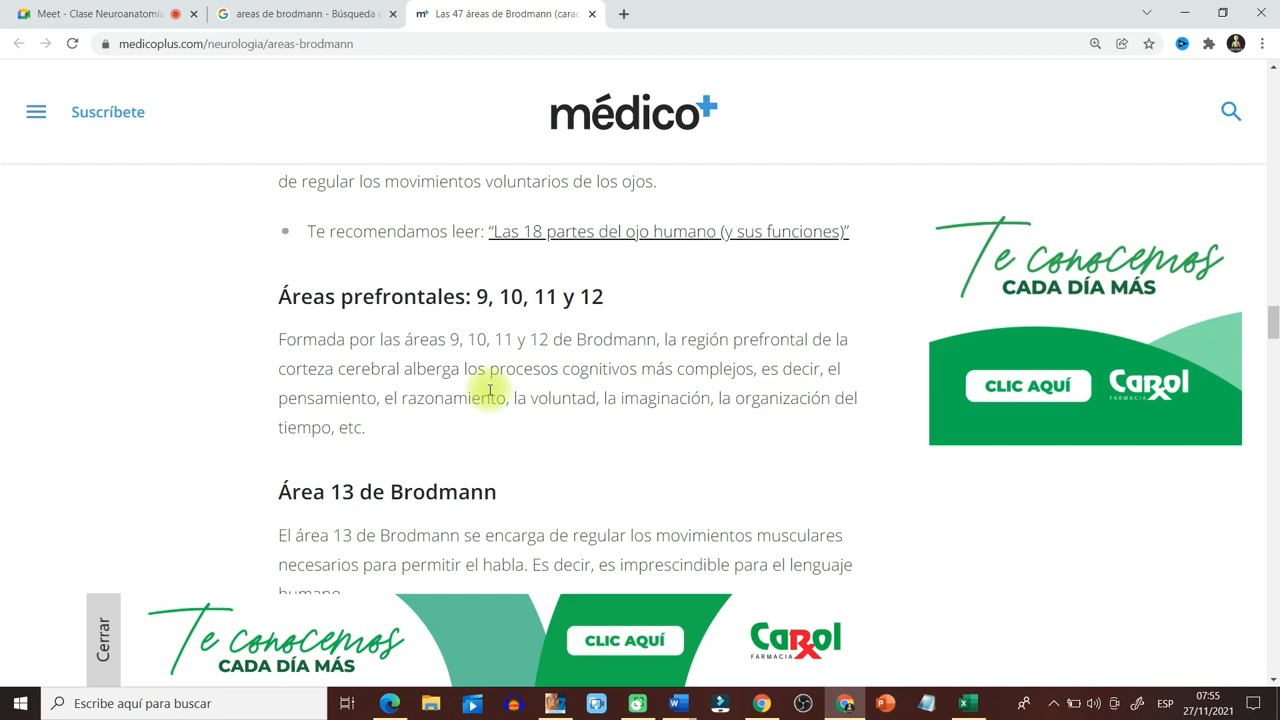 Meet - Clase Neuroanatomía
areas de brodmann - Búsqueda
Las 47 áreas de Brodmann (cara
medicoplus.com/neurologia/areas-brodmann
Suscríbete
médico+
de regular los movimientos voluntarios de los ojos.
Te recomendamos leer: “Las 18 partes del ojo humano (y sus funciones)”
Áreas prefrontales: 9, 10, 11 y 12
Formada por las áreas 9, 10, 11 y 12 de Brodmann, la región prefrontal de la
corteza cerebral alberga los procesos cognitivos más complejos, es decir, el
pensamiento, el razonamiento, la voluntad, la imaginación, la organización del
tiempo, etc.
Área 13 de Brodmann
El área 13 de Brodmann se encarga de regular los movimientos musculares
necesarios para permitir el habla. Es decir, es imprescindible para el lenguaje
humano.
Te conocemos
CADA DÍA MÁS
CLIC AQUÍ
Carol
FARMACIA
Cerrar
Te conocemos
CADA DÍA MÁS
CLIC AQUÍ
Carol
FARMACIA
Escribe aquí para buscar
ESP
07:55
27/11/2021